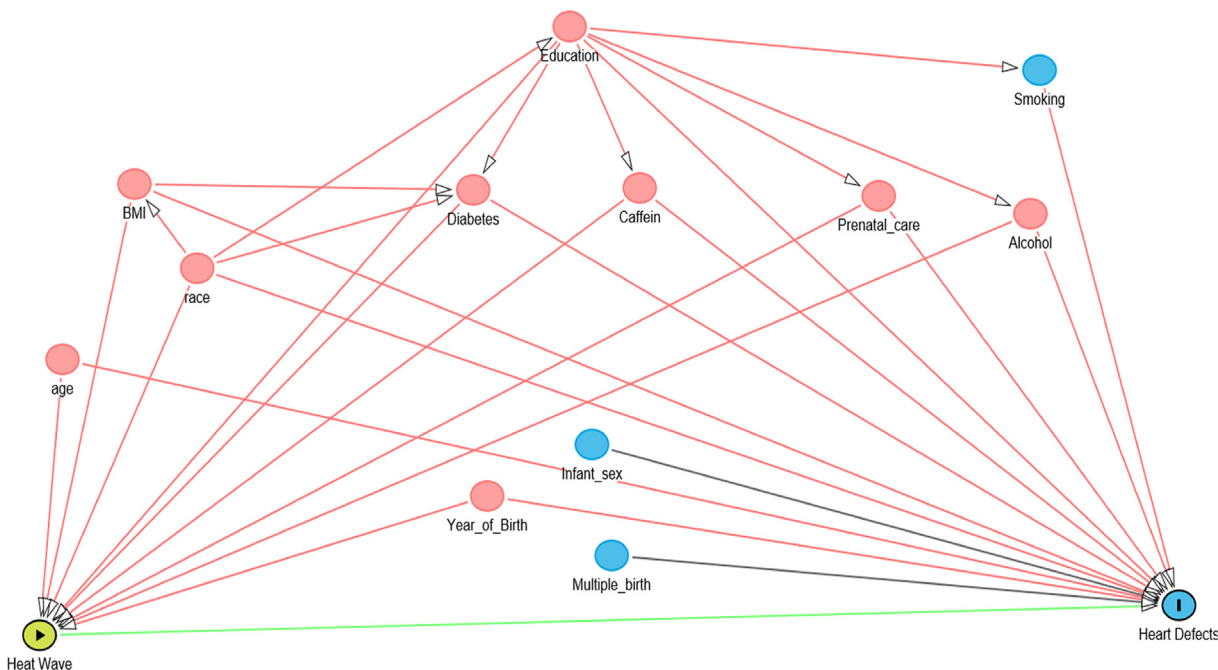 Education
Smoking
BMI
Diabetes
Caffein
Prenatal_care
Alcohol
race
age
Infant_sex
Year_of_Birth
Multiple_birth
Heart Defects
Heat Wave